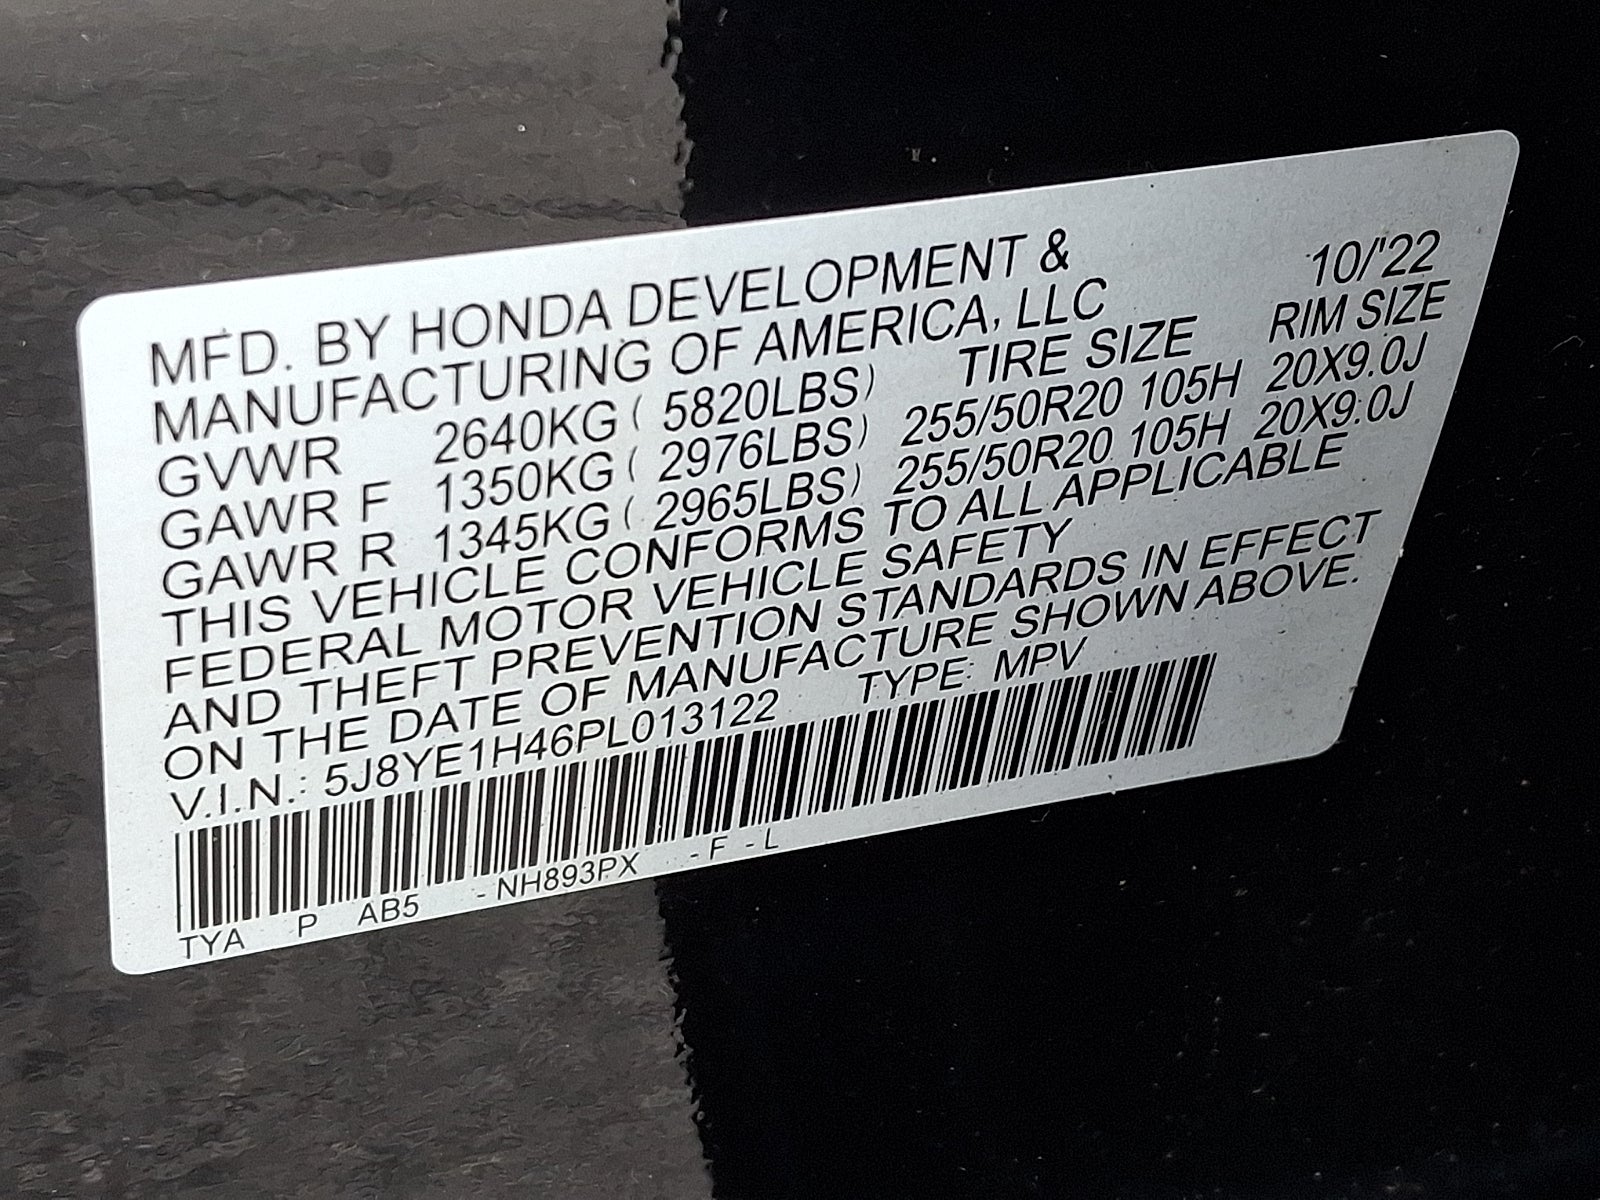 MFD. BY HONDA DEVELOPMENT &
MANUFACTURING OF AMERICA, LLC 10/'22
GVWR 2640KG ( 5820LBS) TIRE SIZE RIM SIZE
GAWR F 1350KG ( 2976LBS) 255/50R20 105H 20X9.0J
GAWR R 1345KG ( 2965LBS) 255/50R20 105H 20X9.0J
THIS VEHICLE CONFORMS TO ALL APPLICABLE
FEDERAL MOTOR VEHICLE SAFETY
AND THEFT PREVENTION STANDARDS IN EFFECT
ON THE DATE OF MANUFACTURE SHOWN ABOVE.
V.I.N.: 5J8YE1H46PL013122 TYPE: MPV
TYA P AB5 -NH893PX -F -L